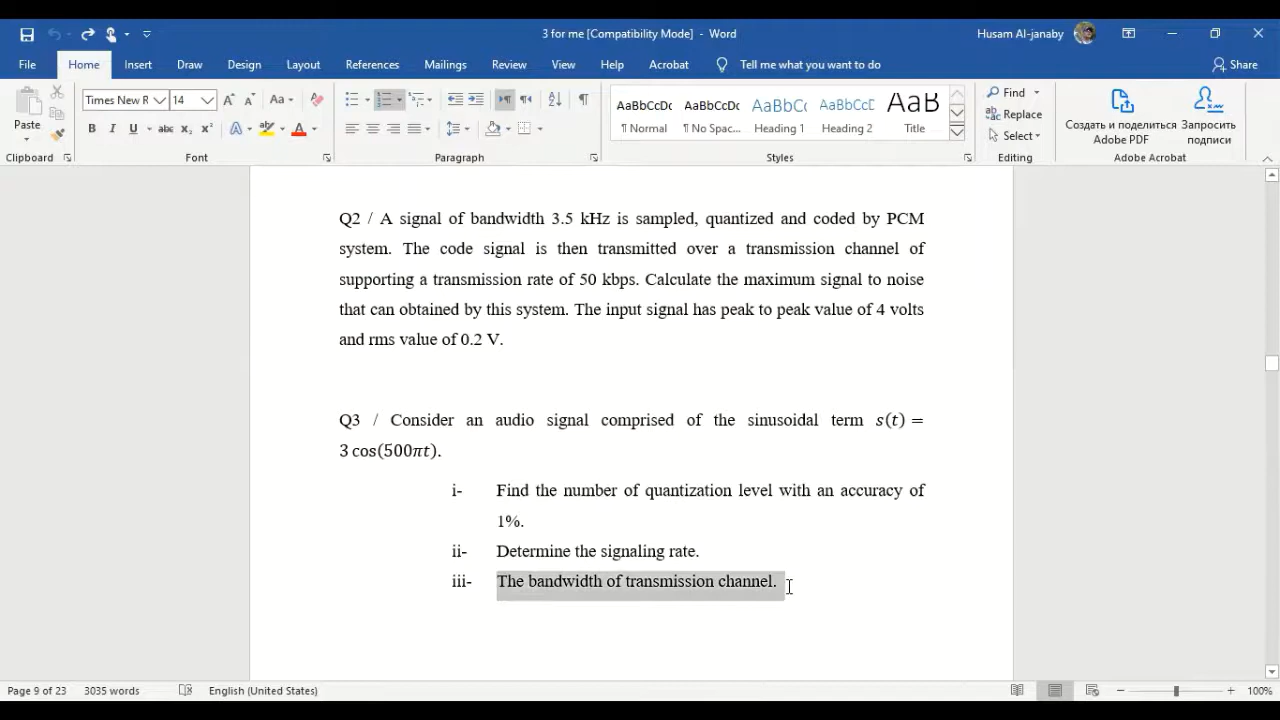 3 for me [Compatibility Mode] - Word
Husam Al-janaby
File Home Insert Draw Design Layout References Mailings Review View Help Acrobat Tell me what you want to do Share
Paste
Times New R 14
Aa
B I U abc x₂ x² A A
AaBbCcDc AaBbCcDc AaBbCc AaBbCcE AaB
¶ Normal ¶ No Spac... Heading 1 Heading 2 Title
Find
Replace
Select
Создать и поделиться Adobe PDF
Запросить подписи
Clipboard Font Paragraph Styles Editing Adobe Acrobat
Q2 / A signal of bandwidth 3.5 kHz is sampled, quantized and coded by PCM
system. The code signal is then transmitted over a transmission channel of
supporting a transmission rate of 50 kbps. Calculate the maximum signal to noise
that can obtained by this system. The input signal has peak to peak value of 4 volts
and rms value of 0.2 V.
Q3 / Consider an audio signal comprised of the sinusoidal term s(t) =
3 cos(500πt).
i- Find the number of quantization level with an accuracy of
1%.
ii- Determine the signaling rate.
iii- The bandwidth of transmission channel.
Page 9 of 23 3035 words English (United States) 100%